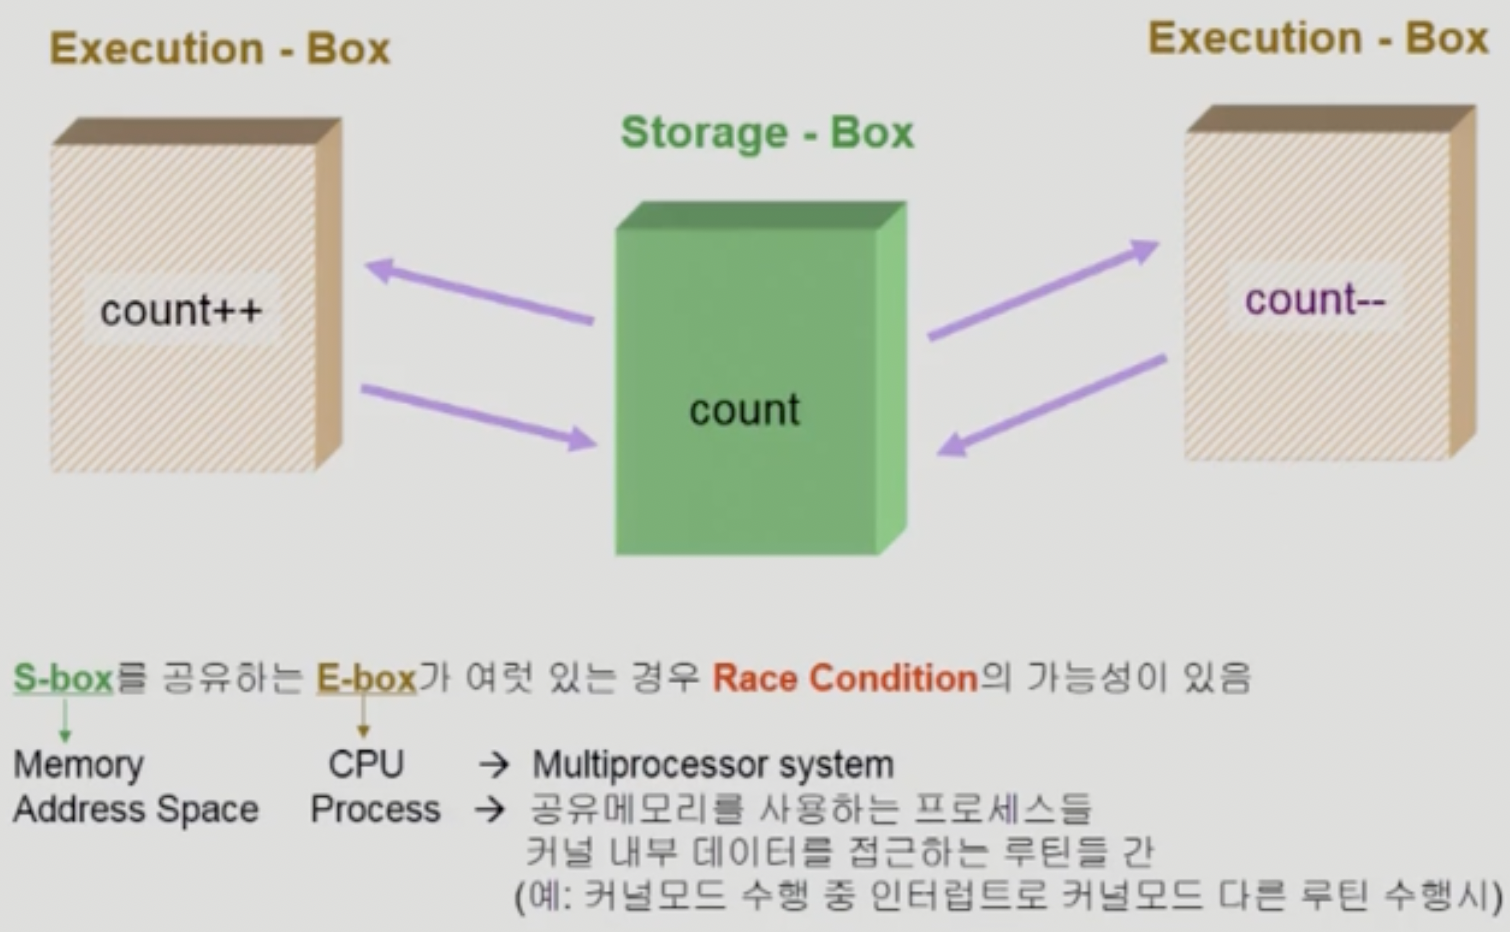 Execution - Box
Execution - Box
Storage - Box
count++
count--
count
S-box를 공유하는 E-box가 여럿 있는 경우 Race Condition의 가능성이 있음
Memory CPU → Multiprocessor system
Address Space Process → 공유메모리를 사용하는 프로세스들
커널 내부 데이터를 접근하는 루틴들 간
(예: 커널모드 수행 중 인터럽트로 커널모드 다른 루틴 수행시)